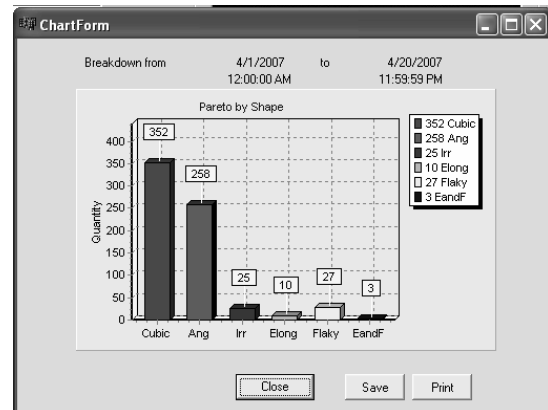 ChartForm
Breakdown from 4/1/2007 to 4/20/2007
12:00:00 AM 11:59:59 PM
Pareto by Shape
Quantity
400
350
300
250
200
150
100
50
0
352
258
25
10
27
3
Cubic Ang Irr Elong Flaky EandF
352 Cubic
258 Ang
25 Irr
10 Elong
27 Flaky
3 EandF
Close Save Print